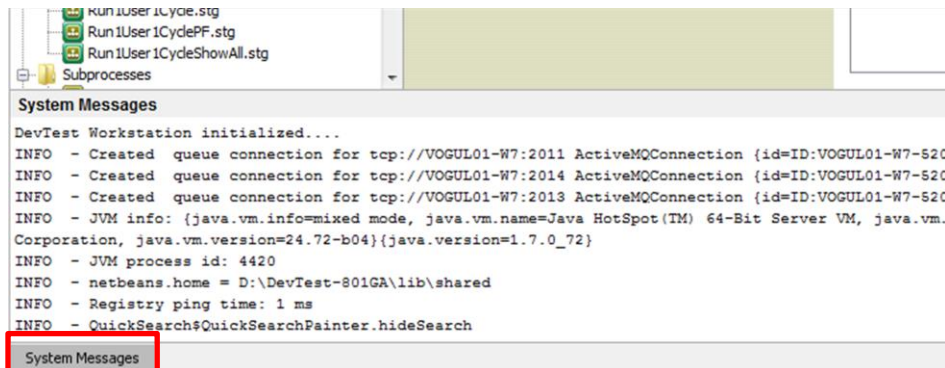 Run1User1Cycle.stg
Run1User1CyclePF.stg
Run1User1CycleShowAll.stg
Subprocesses
System Messages
DevTest Workstation initialized....
INFO  - Created  queue connection for tcp://VOGUL01-W7:2011 ActiveMQConnection {id=ID:VOGUL01-W7-520
INFO  - Created  queue connection for tcp://VOGUL01-W7:2014 ActiveMQConnection {id=ID:VOGUL01-W7-520
INFO  - Created  queue connection for tcp://VOGUL01-W7:2013 ActiveMQConnection {id=ID:VOGUL01-W7-520
INFO  - JVM info: {java.vm.info=mixed mode, java.vm.name=Java HotSpot(TM) 64-Bit Server VM, java.vm.
Corporation, java.vm.version=24.72-b04}{java.version=1.7.0_72}
INFO  - JVM process id: 4420
INFO  - netbeans.home = D:\DevTest-801GA\lib\shared
INFO  - Registry ping time: 1 ms
INFO  - QuickSearch$QuickSearchPainter.hideSearch
System Messages